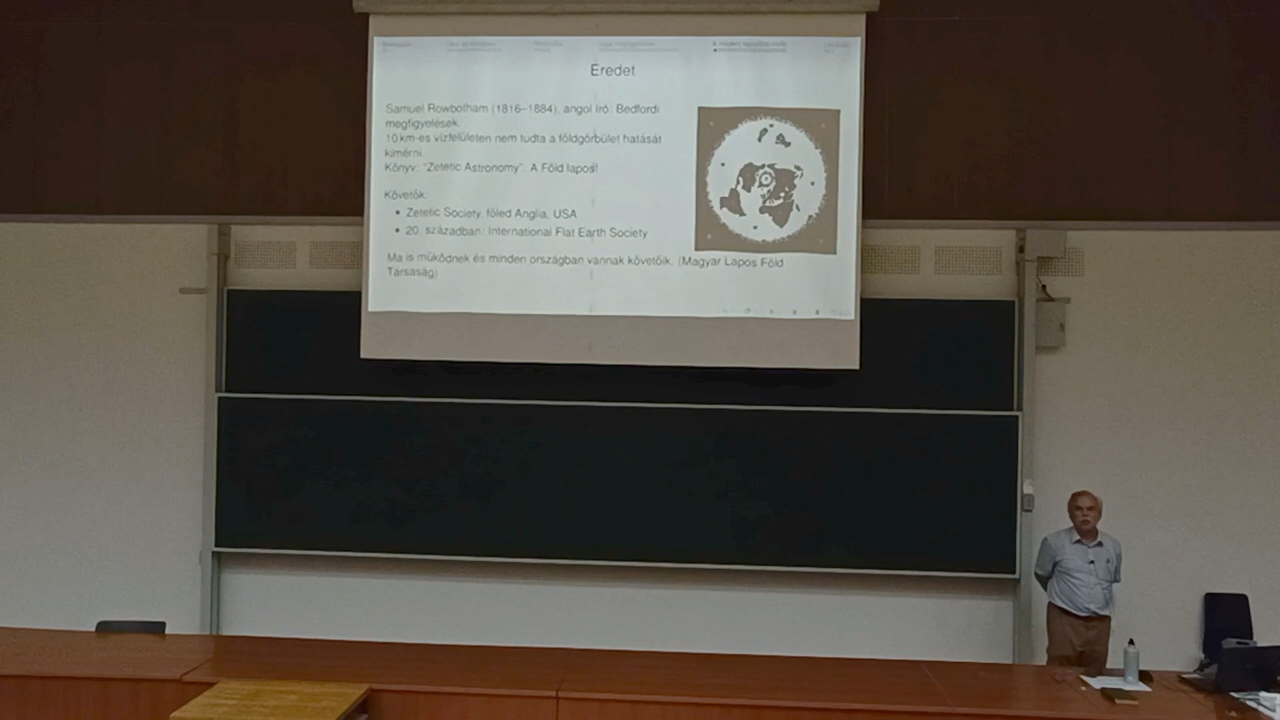 Eredet
Samuel Rowbotham (1816–1884), angol író: Bedfordi
megfigyelések.
10 km-es vízfelületen nem tudta a földgörbület hatását
kimérni.
Könyv: "Zetetic Astronomy". A Föld lapos!
Követők:
• Zetetic Society, főleg Anglia, USA
• 20. században: International Flat Earth Society
Ma is működnek és minden országban vannak követőik. (Magyar Lapos Föld
Társaság)